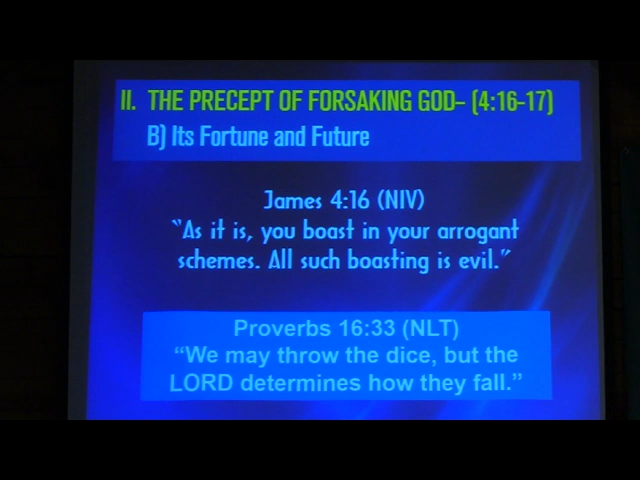 II. THE PRECEPT OF FORSAKING GOD– (4:16-17)
B) Its Fortune and Future
James 4:16 (NIV)
“As it is, you boast in your arrogant
schemes. All such boasting is evil.”
Proverbs 16:33 (NLT)
“We may throw the dice, but the
LORD determines how they fall.”